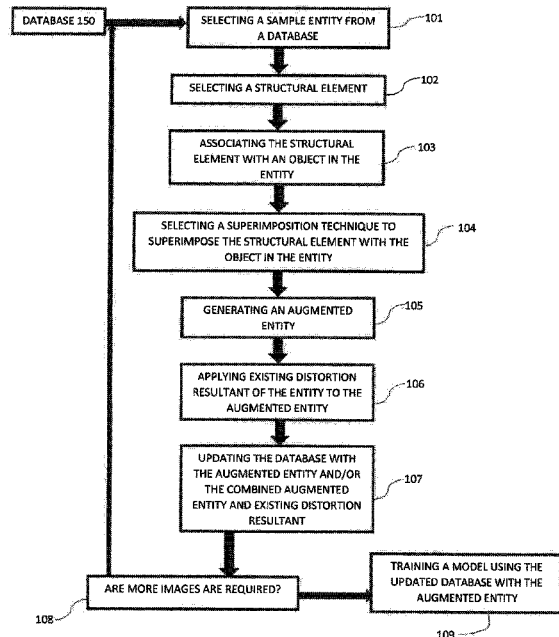 DATABASE 150
SELECTING A SAMPLE ENTITY FROM
A DATABASE
101
SELECTING A STRUCTURAL ELEMENT
102
ASSOCIATING THE STRUCTURAL
ELEMENT WITH AN OBJECT IN THE
ENTITY
103
SELECTING A SUPERIMPOSITION TECHNIQUE TO
SUPERIMPOSE THE STRUCTURAL ELEMENT WITH THE
OBJECT IN THE ENTITY
104
GENERATING AN AUGMENTED
ENTITY
105
APPLYING EXISTING DISTORTION
RESULTANT OF THE ENTITY TO THE
AUGMENTED ENTITY
106
UPDATING THE DATABASE WITH
THE AUGMENTED ENTITY AND/OR
THE COMBINED AUGMENTED
ENTITY AND EXISTING DISTORTION
RESULTANT
107
ARE MORE IMAGES ARE REQUIRED?
108
TRAINING A MODEL USING THE
UPDATED DATABASE WITH THE
AUGMENTED ENTITY
109